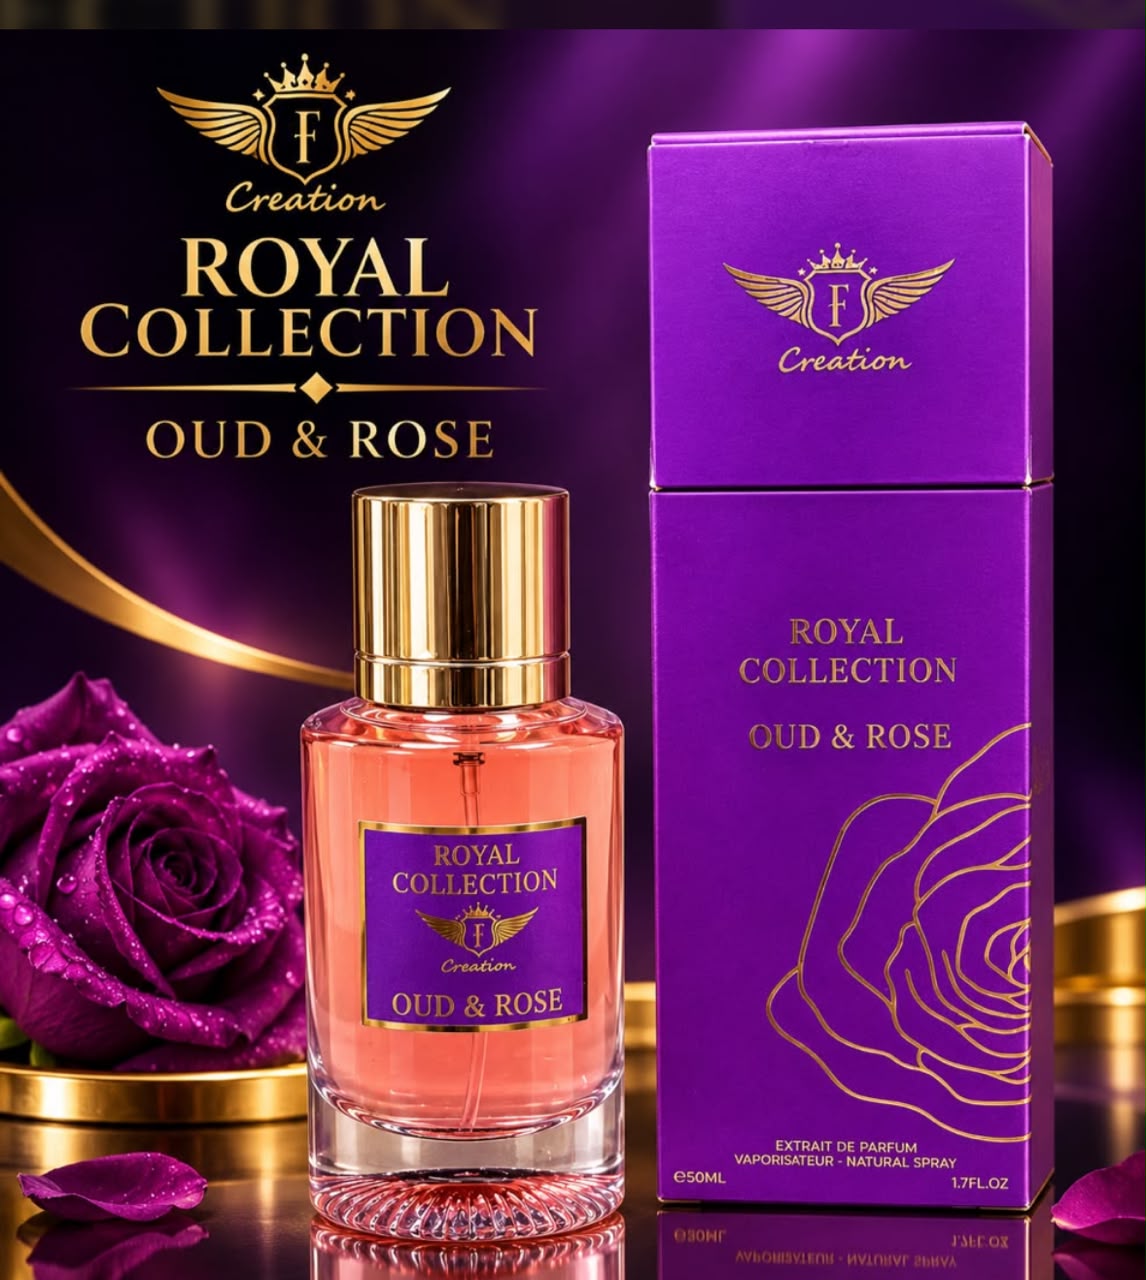 F
Creation
ROYAL
COLLECTION
OUD & ROSE
F
Creation
ROYAL
COLLECTION
OUD & ROSE
EXTRAIT DE PARFUM
VAPORISATEUR - NATURAL SPRAY
℮50ML
1.7FL.OZ
ROYAL
COLLECTION
F
Creation
OUD & ROSE